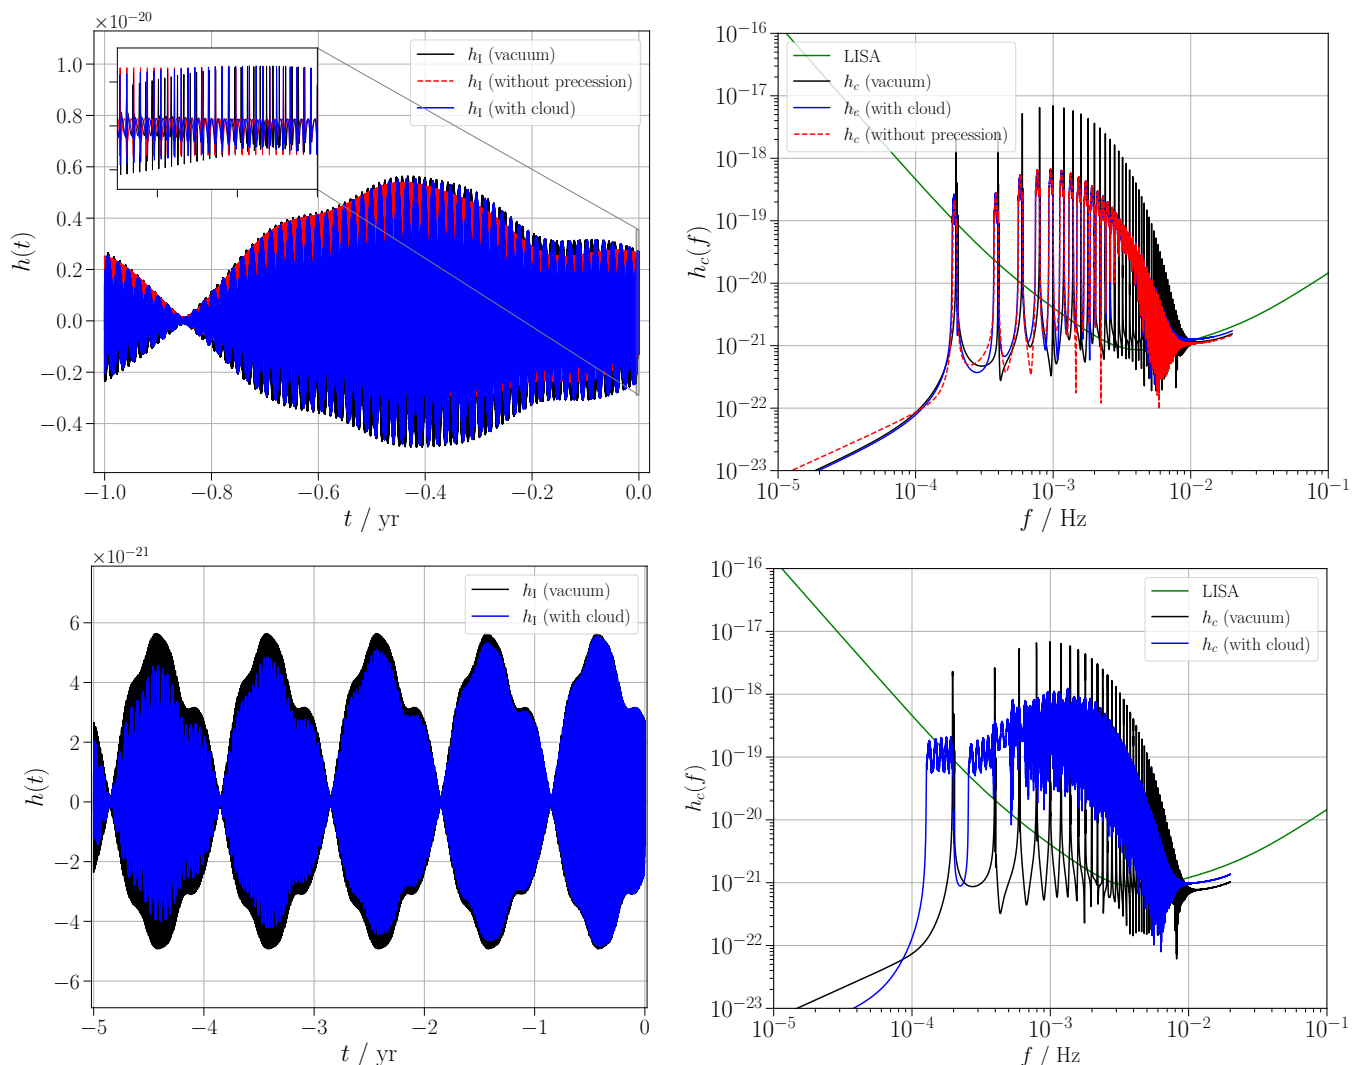 ×10⁻²⁰
h_I (vacuum)
h_I (without precession)
h_I (with cloud)
1.0
0.8
0.6
0.4
0.2
0.0
−0.2
−0.4
h(t)
−1.0 −0.8 −0.6 −0.4 −0.2 0.0
t / yr
LISA
h_c (vacuum)
h_c (with cloud)
h_c (without precession)
10⁻¹⁶
10⁻¹⁷
10⁻¹⁸
10⁻¹⁹
10⁻²⁰
10⁻²¹
10⁻²²
10⁻²³
h_c(f)
10⁻⁵ 10⁻⁴ 10⁻³ 10⁻² 10⁻¹
f / Hz
×10⁻²¹
h_I (vacuum)
h_I (with cloud)
6
4
2
0
−2
−4
−6
h(t)
−5 −4 −3 −2 −1 0
t / yr
LISA
h_c (vacuum)
h_c (with cloud)
10⁻¹⁶
10⁻¹⁷
10⁻¹⁸
10⁻¹⁹
10⁻²⁰
10⁻²¹
10⁻²²
10⁻²³
h_c(f)
10⁻⁵ 10⁻⁴ 10⁻³ 10⁻² 10⁻¹
f / Hz